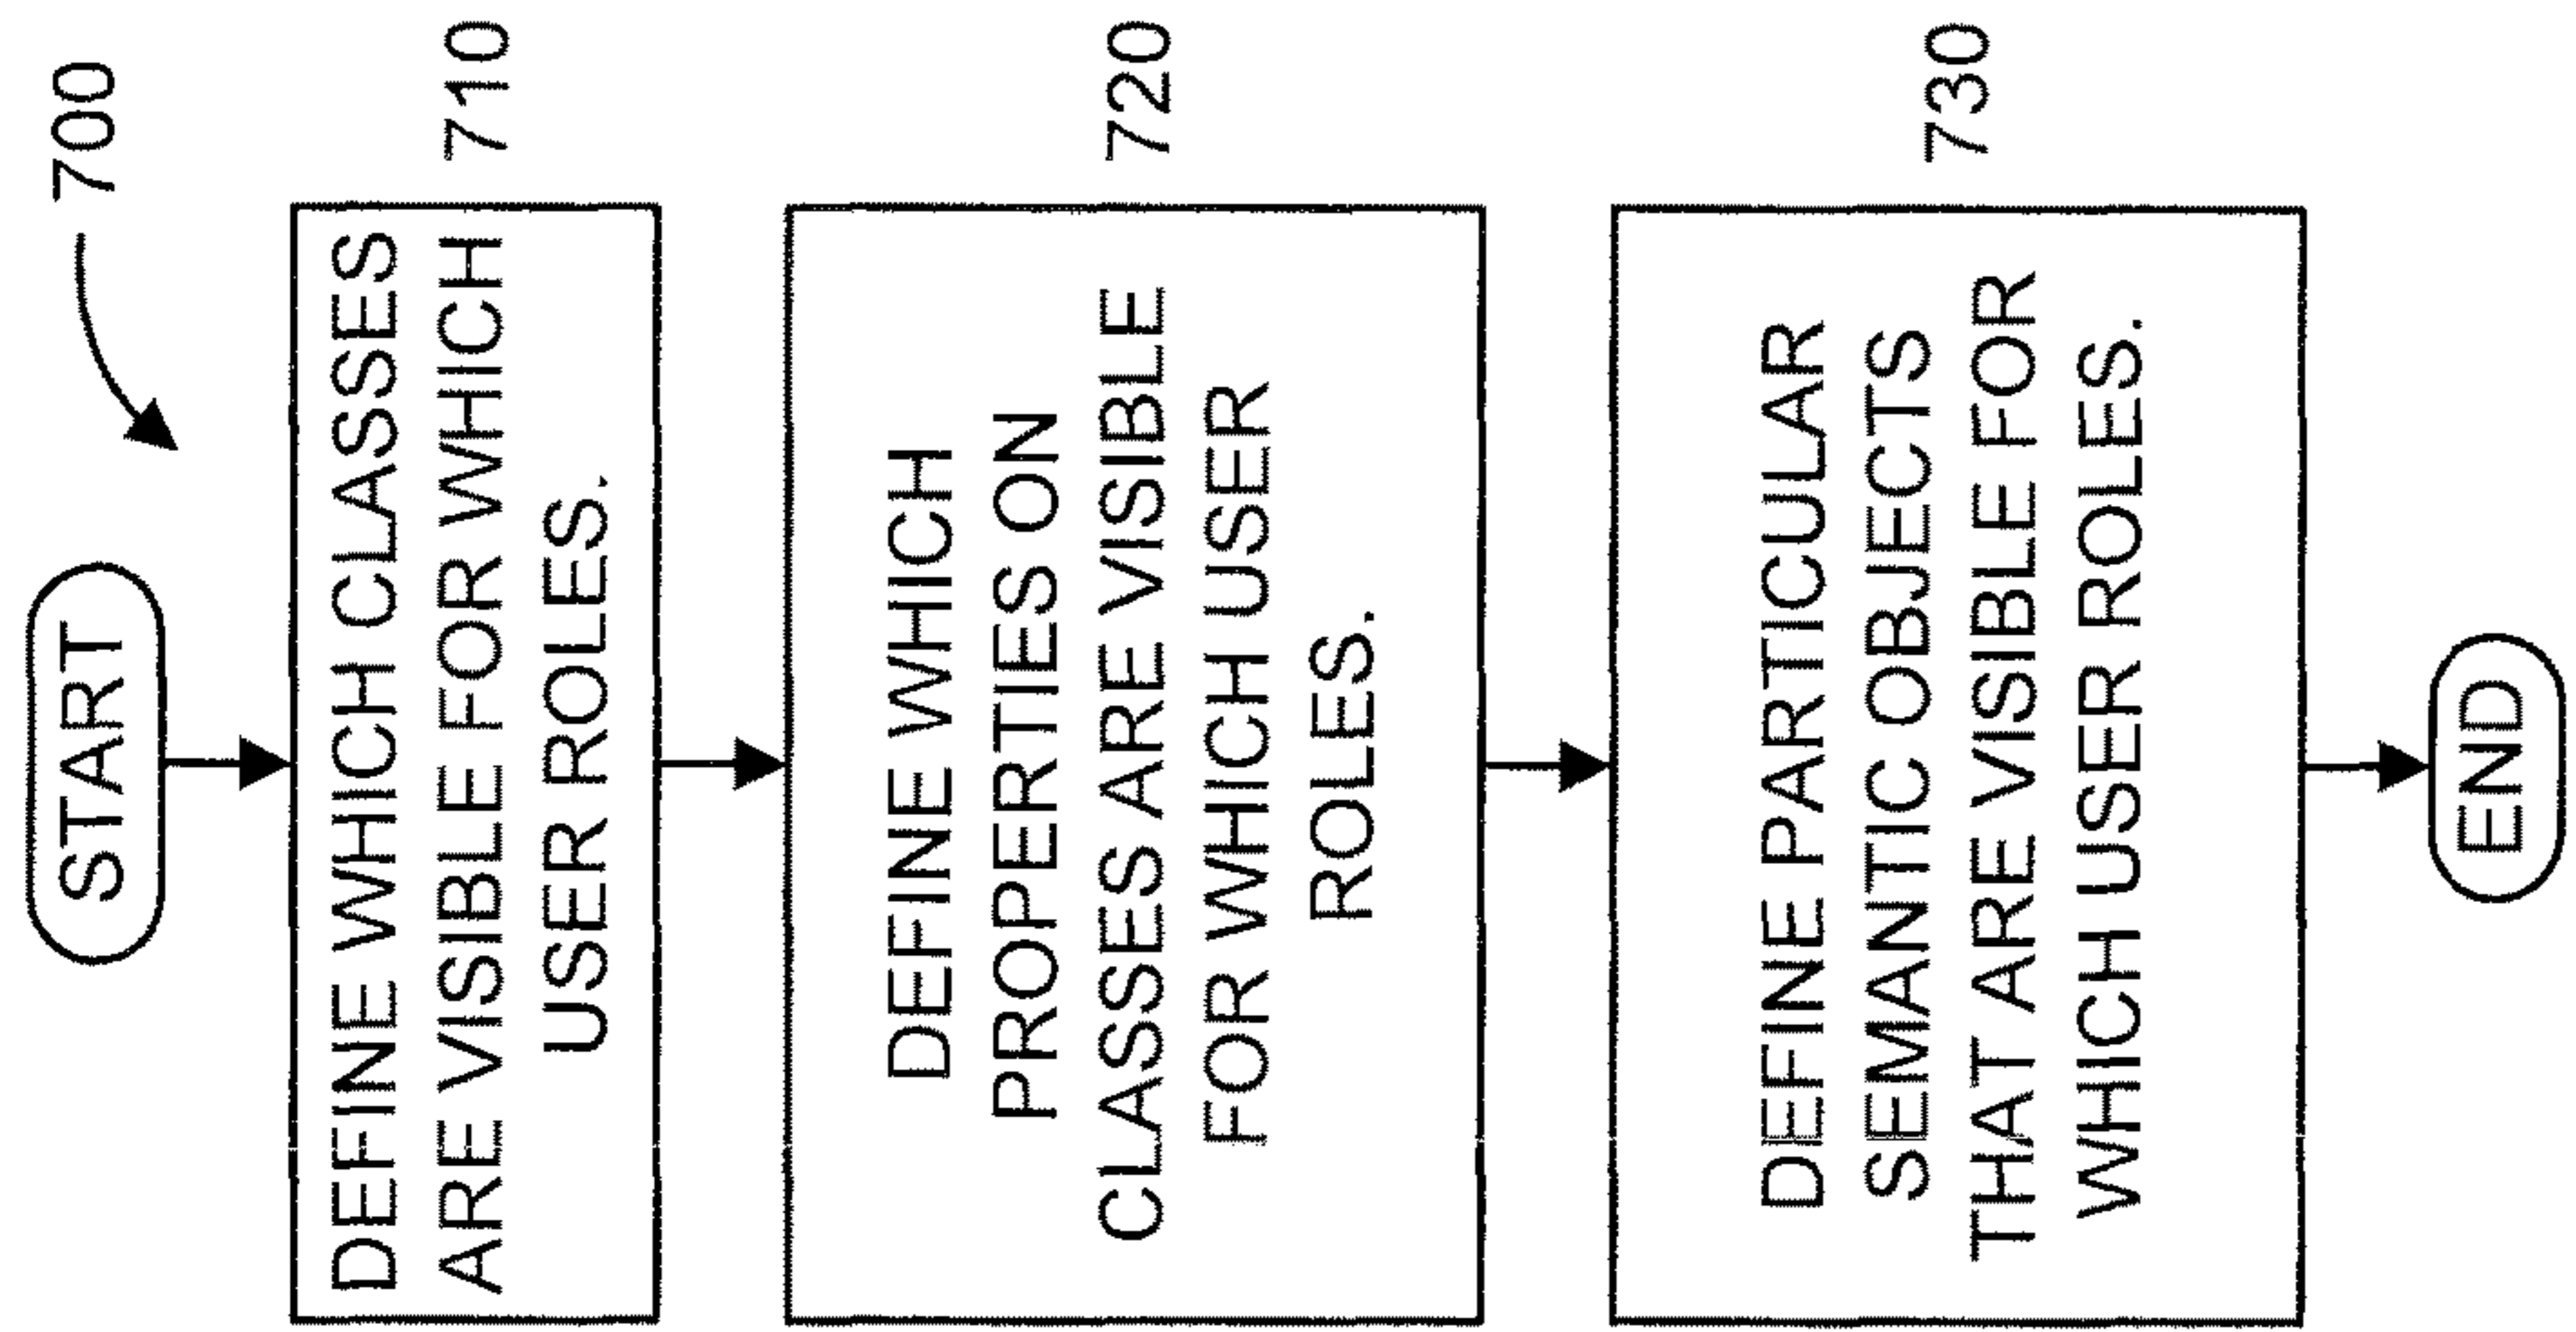 700
START
DEFINE WHICH CLASSES
ARE VISIBLE FOR WHICH
USER ROLES.
710
DEFINE WHICH
PROPERTIES ON
CLASSES ARE VISIBLE
FOR WHICH USER
ROLES.
720
DEFINE PARTICULAR
SEMANTIC OBJECTS
THAT ARE VISIBLE FOR
WHICH USER ROLES.
730
END